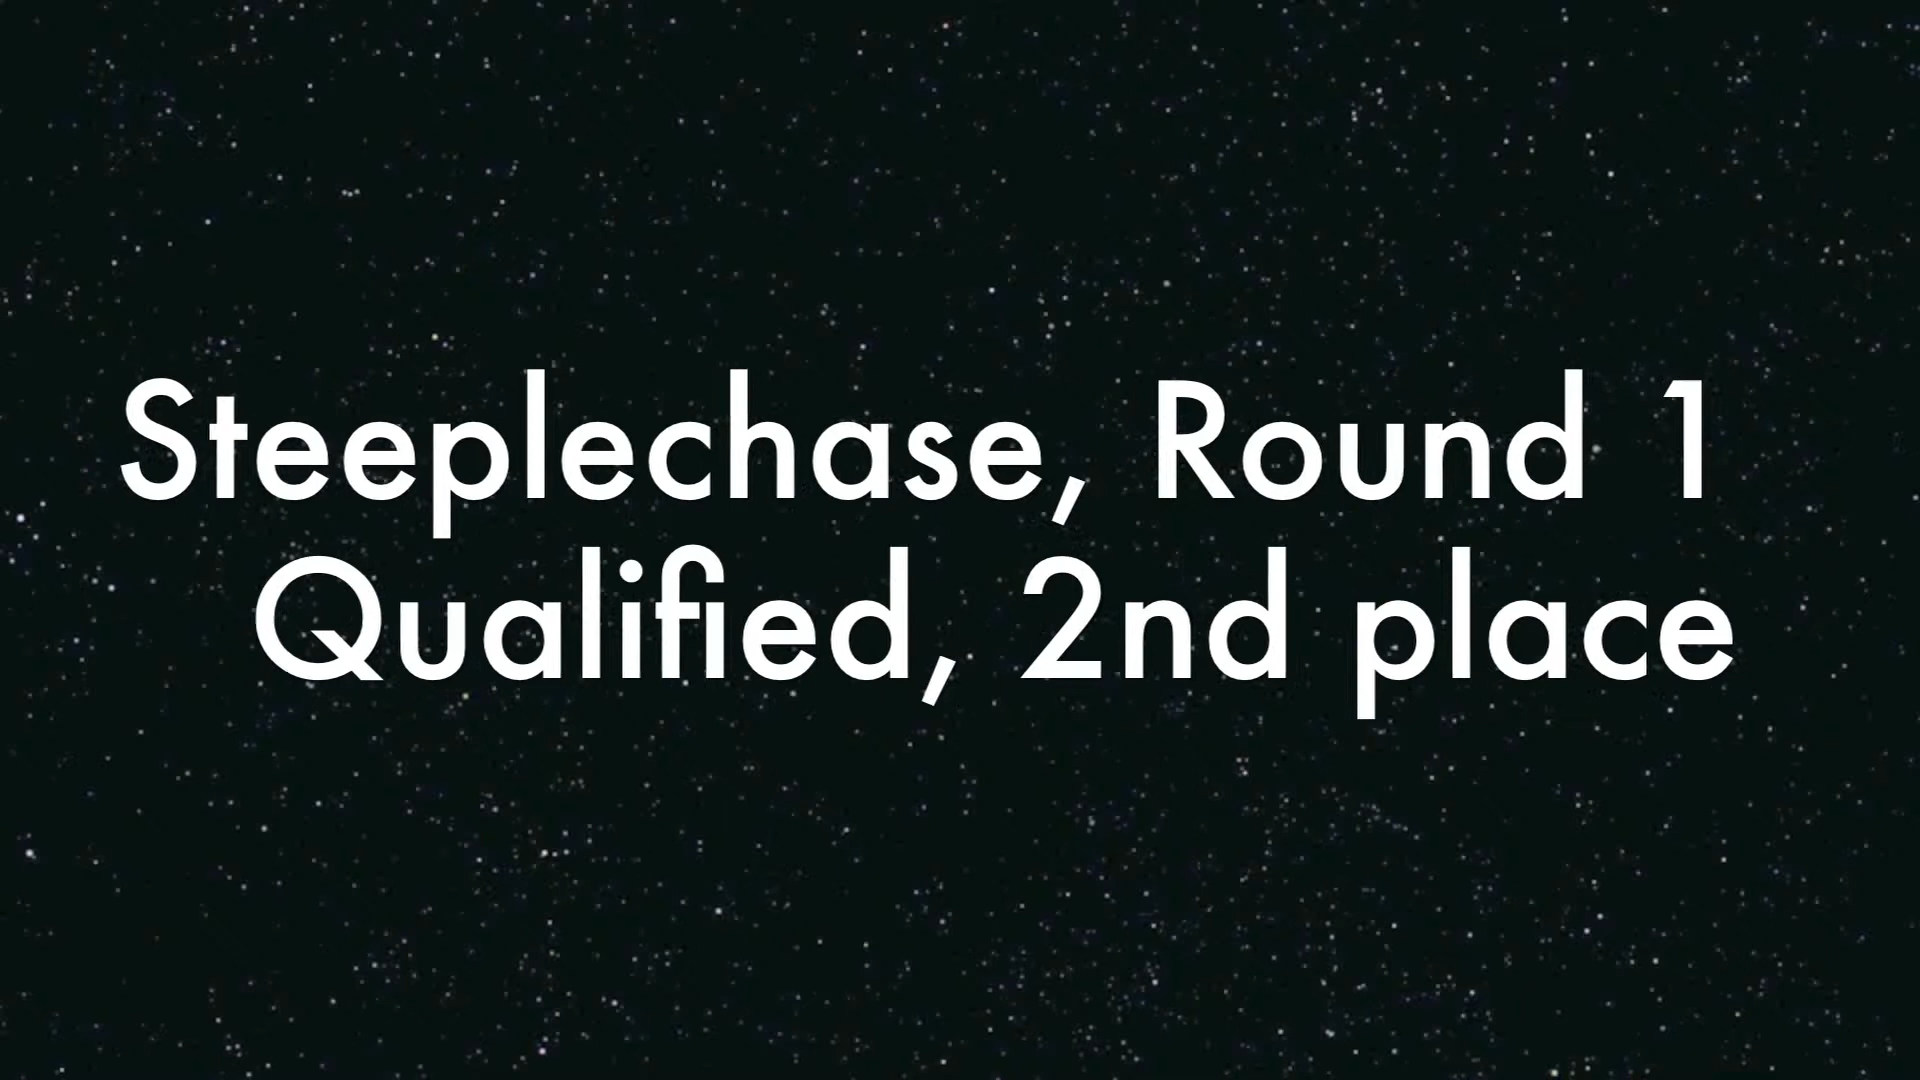 Steeplechase, Round 1
Qualified, 2nd place